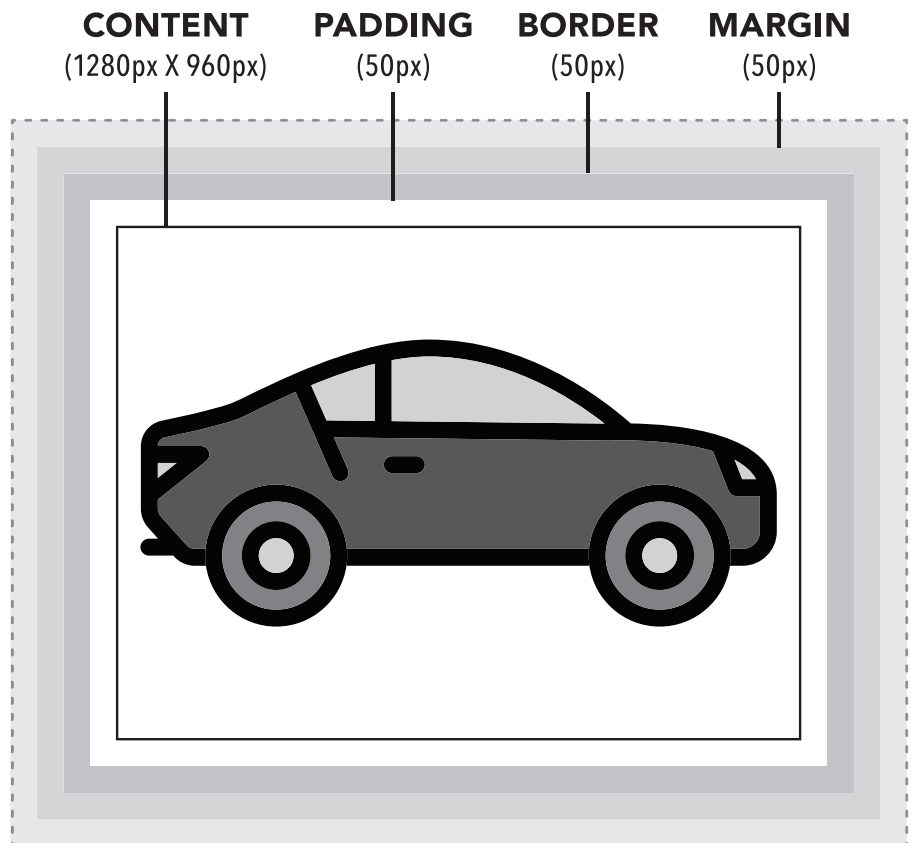 CONTENT PADDING BORDER MARGIN
(1280px X 960px) (50px) (50px) (50px)